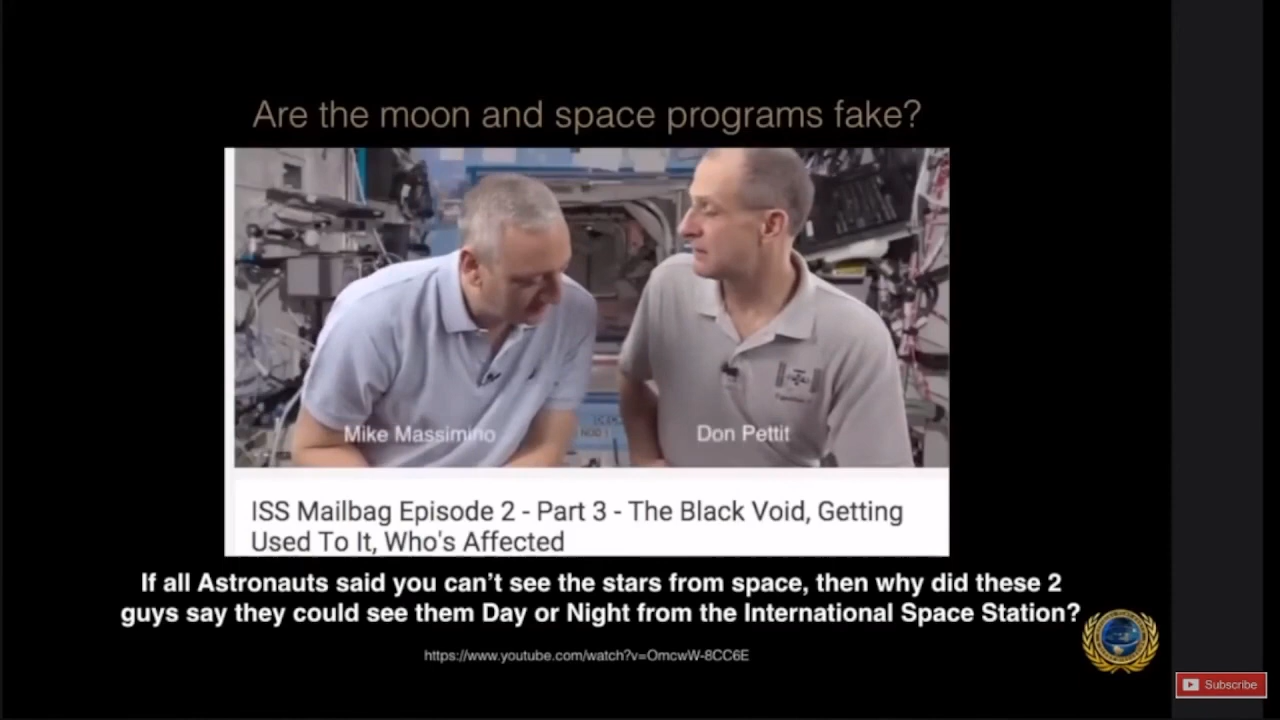 Are the moon and space programs fake?
Mike Massimino
Don Pettit
ISS Mailbag Episode 2 - Part 3 - The Black Void, Getting
Used To It, Who's Affected
If all Astronauts said you can’t see the stars from space, then why did these 2
guys say they could see them Day or Night from the International Space Station?
https://www.youtube.com/watch?v=OmcwW-8CC6E
Subscribe